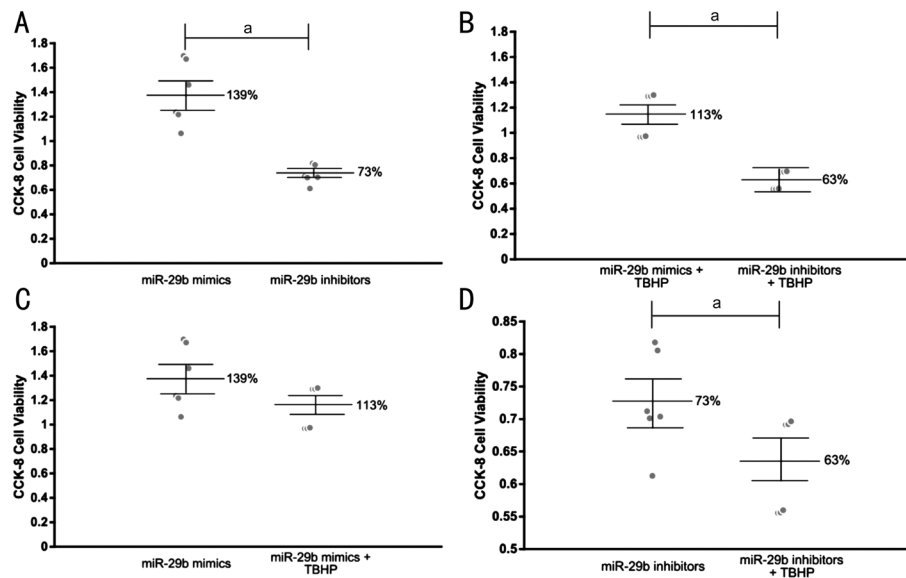 A
a
CCK-8 Cell Viability
1.8
1.6
1.4
1.2
1
0.8
0.6
0.4
0.2
0
139%
73%
miR-29b mimics
miR-29b inhibitors
B
a
CCK-8 Cell Viability
1.8
1.6
1.4
1.2
1
0.8
0.6
0.4
0.2
0
113%
63%
miR-29b mimics +
TBHP
miR-29b inhibitors
+ TBHP
C
CCK-8 Cell Viability
1.8
1.6
1.4
1.2
1
0.8
0.6
0.4
0.2
0
139%
113%
miR-29b mimics
miR-29b mimics +
TBHP
D
a
CCK-8 Cell Viability
0.85
0.8
0.75
0.7
0.65
0.6
0.55
0.5
73%
63%
miR-29b inhibitors
miR-29b inhibitors
+ TBHP